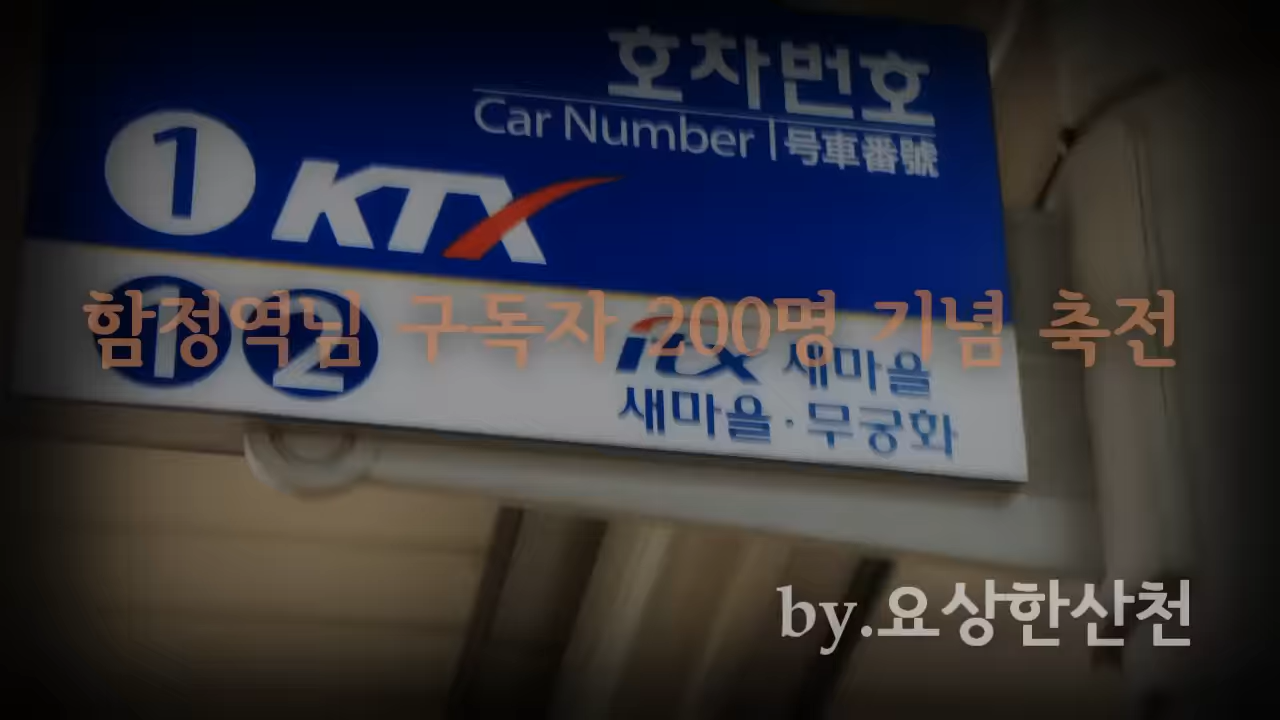 호차번호
Car Number | 号車番號
1 KTX
함정역님 구독자 200명 기념 축전
1 2 itx 새마을
새마을·무궁화
by.요상한산천